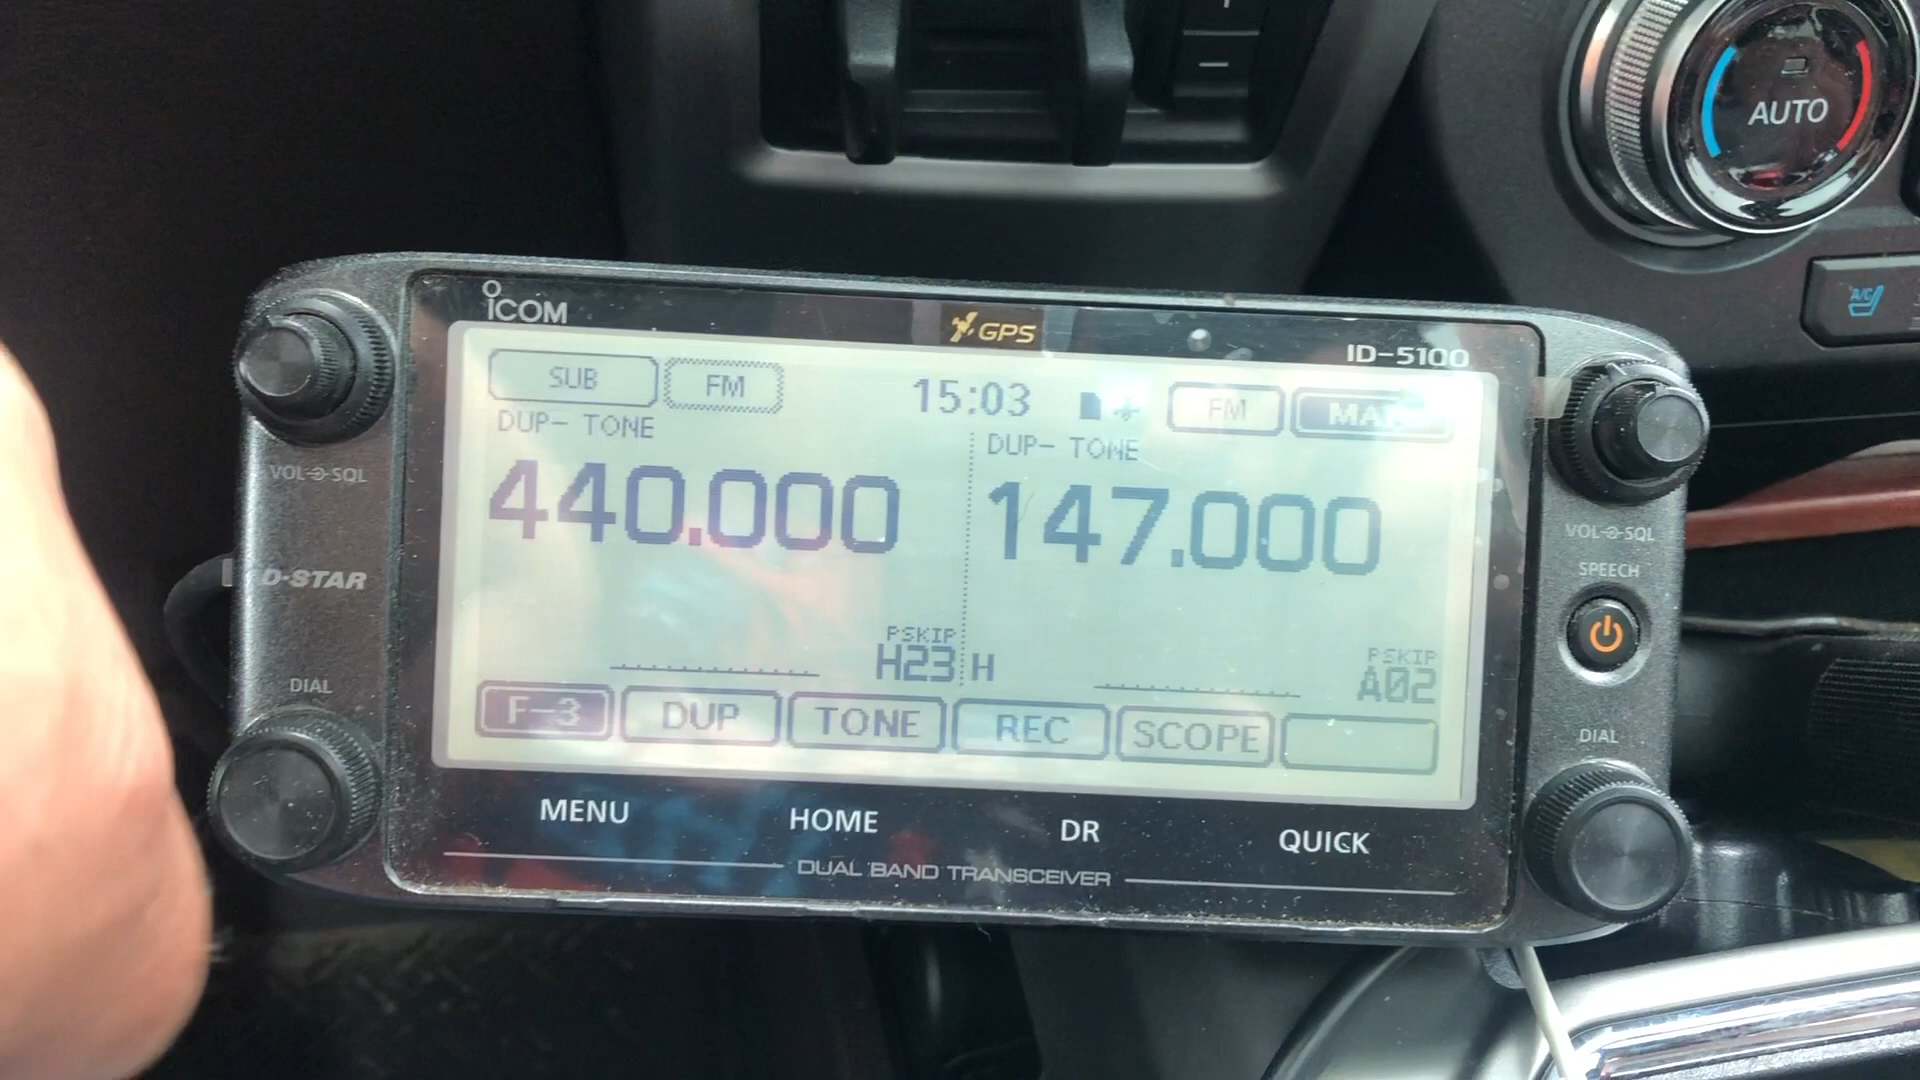 AUTO
A/C
ICOM
GPS
ID-5100
SUB
FM
15:03
FM
DUP- TONE
DUP- TONE
440.000
147.000
VOL SQL
VOL SQL
SPEECH
D-STAR
PSKIP
H23
H
PSKIP
A02
DIAL
DIAL
F-3
DUP
TONE
REC
SCOPE
MENU
HOME
DR
QUICK
DUAL BAND TRANSCEIVER